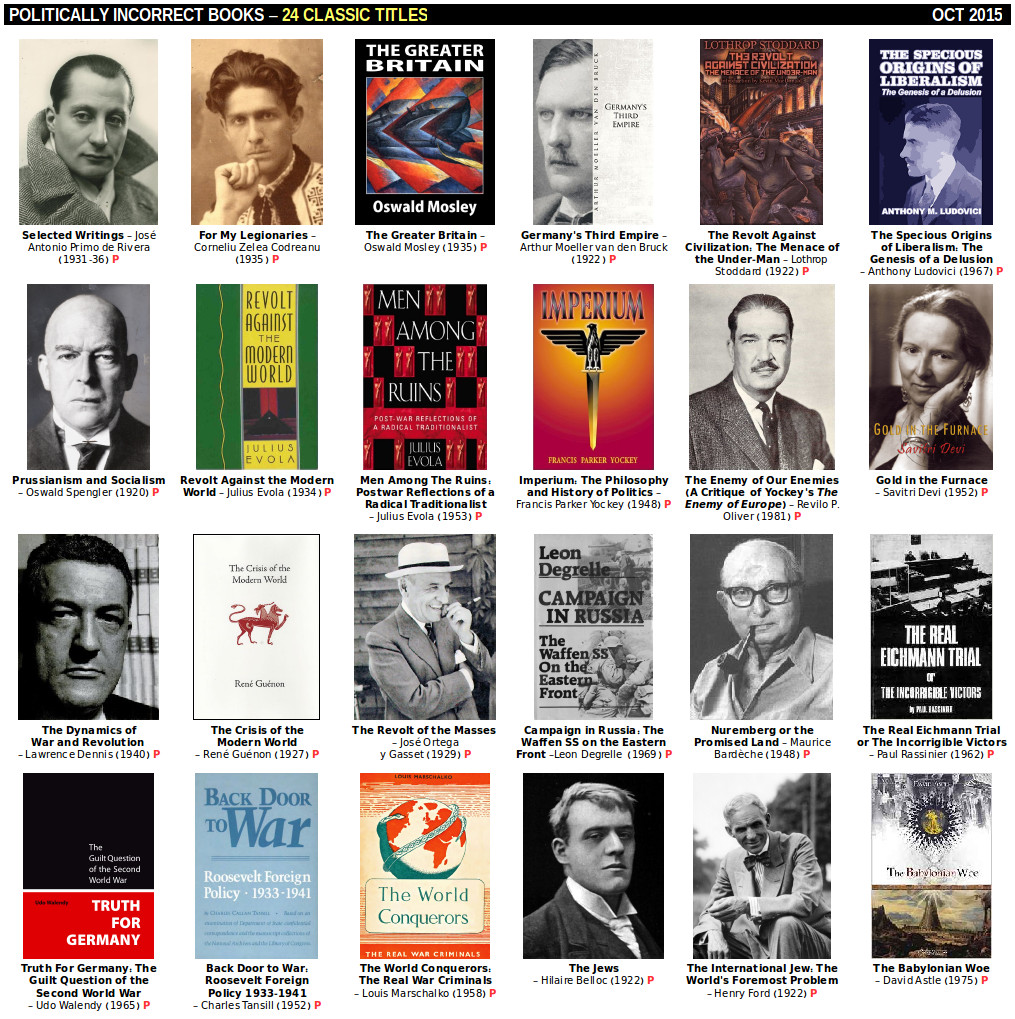 POLITICALLY INCORRECT BOOKS – 24 CLASSIC TITLES
OCT 2015
Selected Writings – José
Antonio Primo de Rivera
(1931-36) P
For My Legionaries –
Corneliu Zelea Codreanu
(1935) P
THE GREATER
BRITAIN
Oswald Mosley
The Greater Britain –
Oswald Mosley (1935) P
ARTHUR MOELLER VAN DEN BRUCK
GERMANY'S
THIRD
EMPIRE
Germany's Third Empire –
Arthur Moeller van den Bruck
(1922) P
LOTHROP STODDARD
THE REVOLT
AGAINST CIVILIZATION
THE MENACE OF THE UNDER-MAN
The Revolt Against
Civilization: The Menace of
the Under-Man – Lothrop
Stoddard (1922) P
THE SPECIOUS
ORIGINS OF
LIBERALISM
The Genesis of a Delusion
ANTHONY M. LUDOVICI
The Specious Origins
of Liberalism: The
Genesis of a Delusion
– Anthony Ludovici (1967) P
Prussianism and Socialism
– Oswald Spengler (1920) P
REVOLT
AGAINST
THE
MODERN
WORLD
JULIUS
EVOLA
Revolt Against the Modern
World – Julius Evola (1934) P
MEN
AMONG
THE
RUINS
POST-WAR REFLECTIONS OF
A RADICAL TRADITIONALIST
JULIUS
EVOLA
Men Among The Ruins:
Postwar Reflections of a
Radical Traditionalist
– Julius Evola (1953) P
IMPERIUM
FRANCIS PARKER YOCKEY
Imperium: The Philosophy
and History of Politics –
Francis Parker Yockey (1948) P
The Enemy of Our Enemies
(A Critique of Yockey's The
Enemy of Europe) – Revilo P.
Oliver (1981) P
GOLD IN THE FURNACE
Savitri Devi
Gold in the Furnace
– Savitri Devi (1952) P
The Dynamics of
War and Revolution
– Lawrence Dennis (1940) P
The Crisis of the
Modern World
René Guénon
The Crisis of the
Modern World
– René Guénon (1927) P
The Revolt of the Masses
– José Ortega
y Gasset (1929) P
Leon
Degrelle
CAMPAIGN
IN RUSSIA
The
Waffen SS
On the
Eastern
Front
Campaign in Russia: The
Waffen SS on the Eastern
Front –Leon Degrelle (1969) P
Nuremberg or the
Promised Land – Maurice
Bardèche (1948) P
THE REAL
EICHMANN TRIAL
or
THE INCORRIGIBLE VICTORS
by PAUL RASSINIER
The Real Eichmann Trial
or The Incorrigible Victors
– Paul Rassinier (1962) P
The
Guilt Question
of the Second
World War
Udo Walendy
TRUTH
FOR
GERMANY
Truth For Germany: The
Guilt Question of the
Second World War
– Udo Walendy (1965) P
BACK DOOR
TO War
Roosevelt Foreign
Policy · 1933-1941
Back Door to War:
Roosevelt Foreign
Policy 1933-1941
– Charles Tansill (1952) P
LOUIS MARSCHALKO
The World
Conquerors
THE REAL WAR CRIMINALS
The World Conquerors:
The Real War Criminals
– Louis Marschalko (1958) P
The Jews
– Hilaire Belloc (1922) P
The International Jew: The
World's Foremost Problem
– Henry Ford (1922) P
DAVID ASTLE
The Babylonian Woe
The Babylonian Woe
– David Astle (1975) P